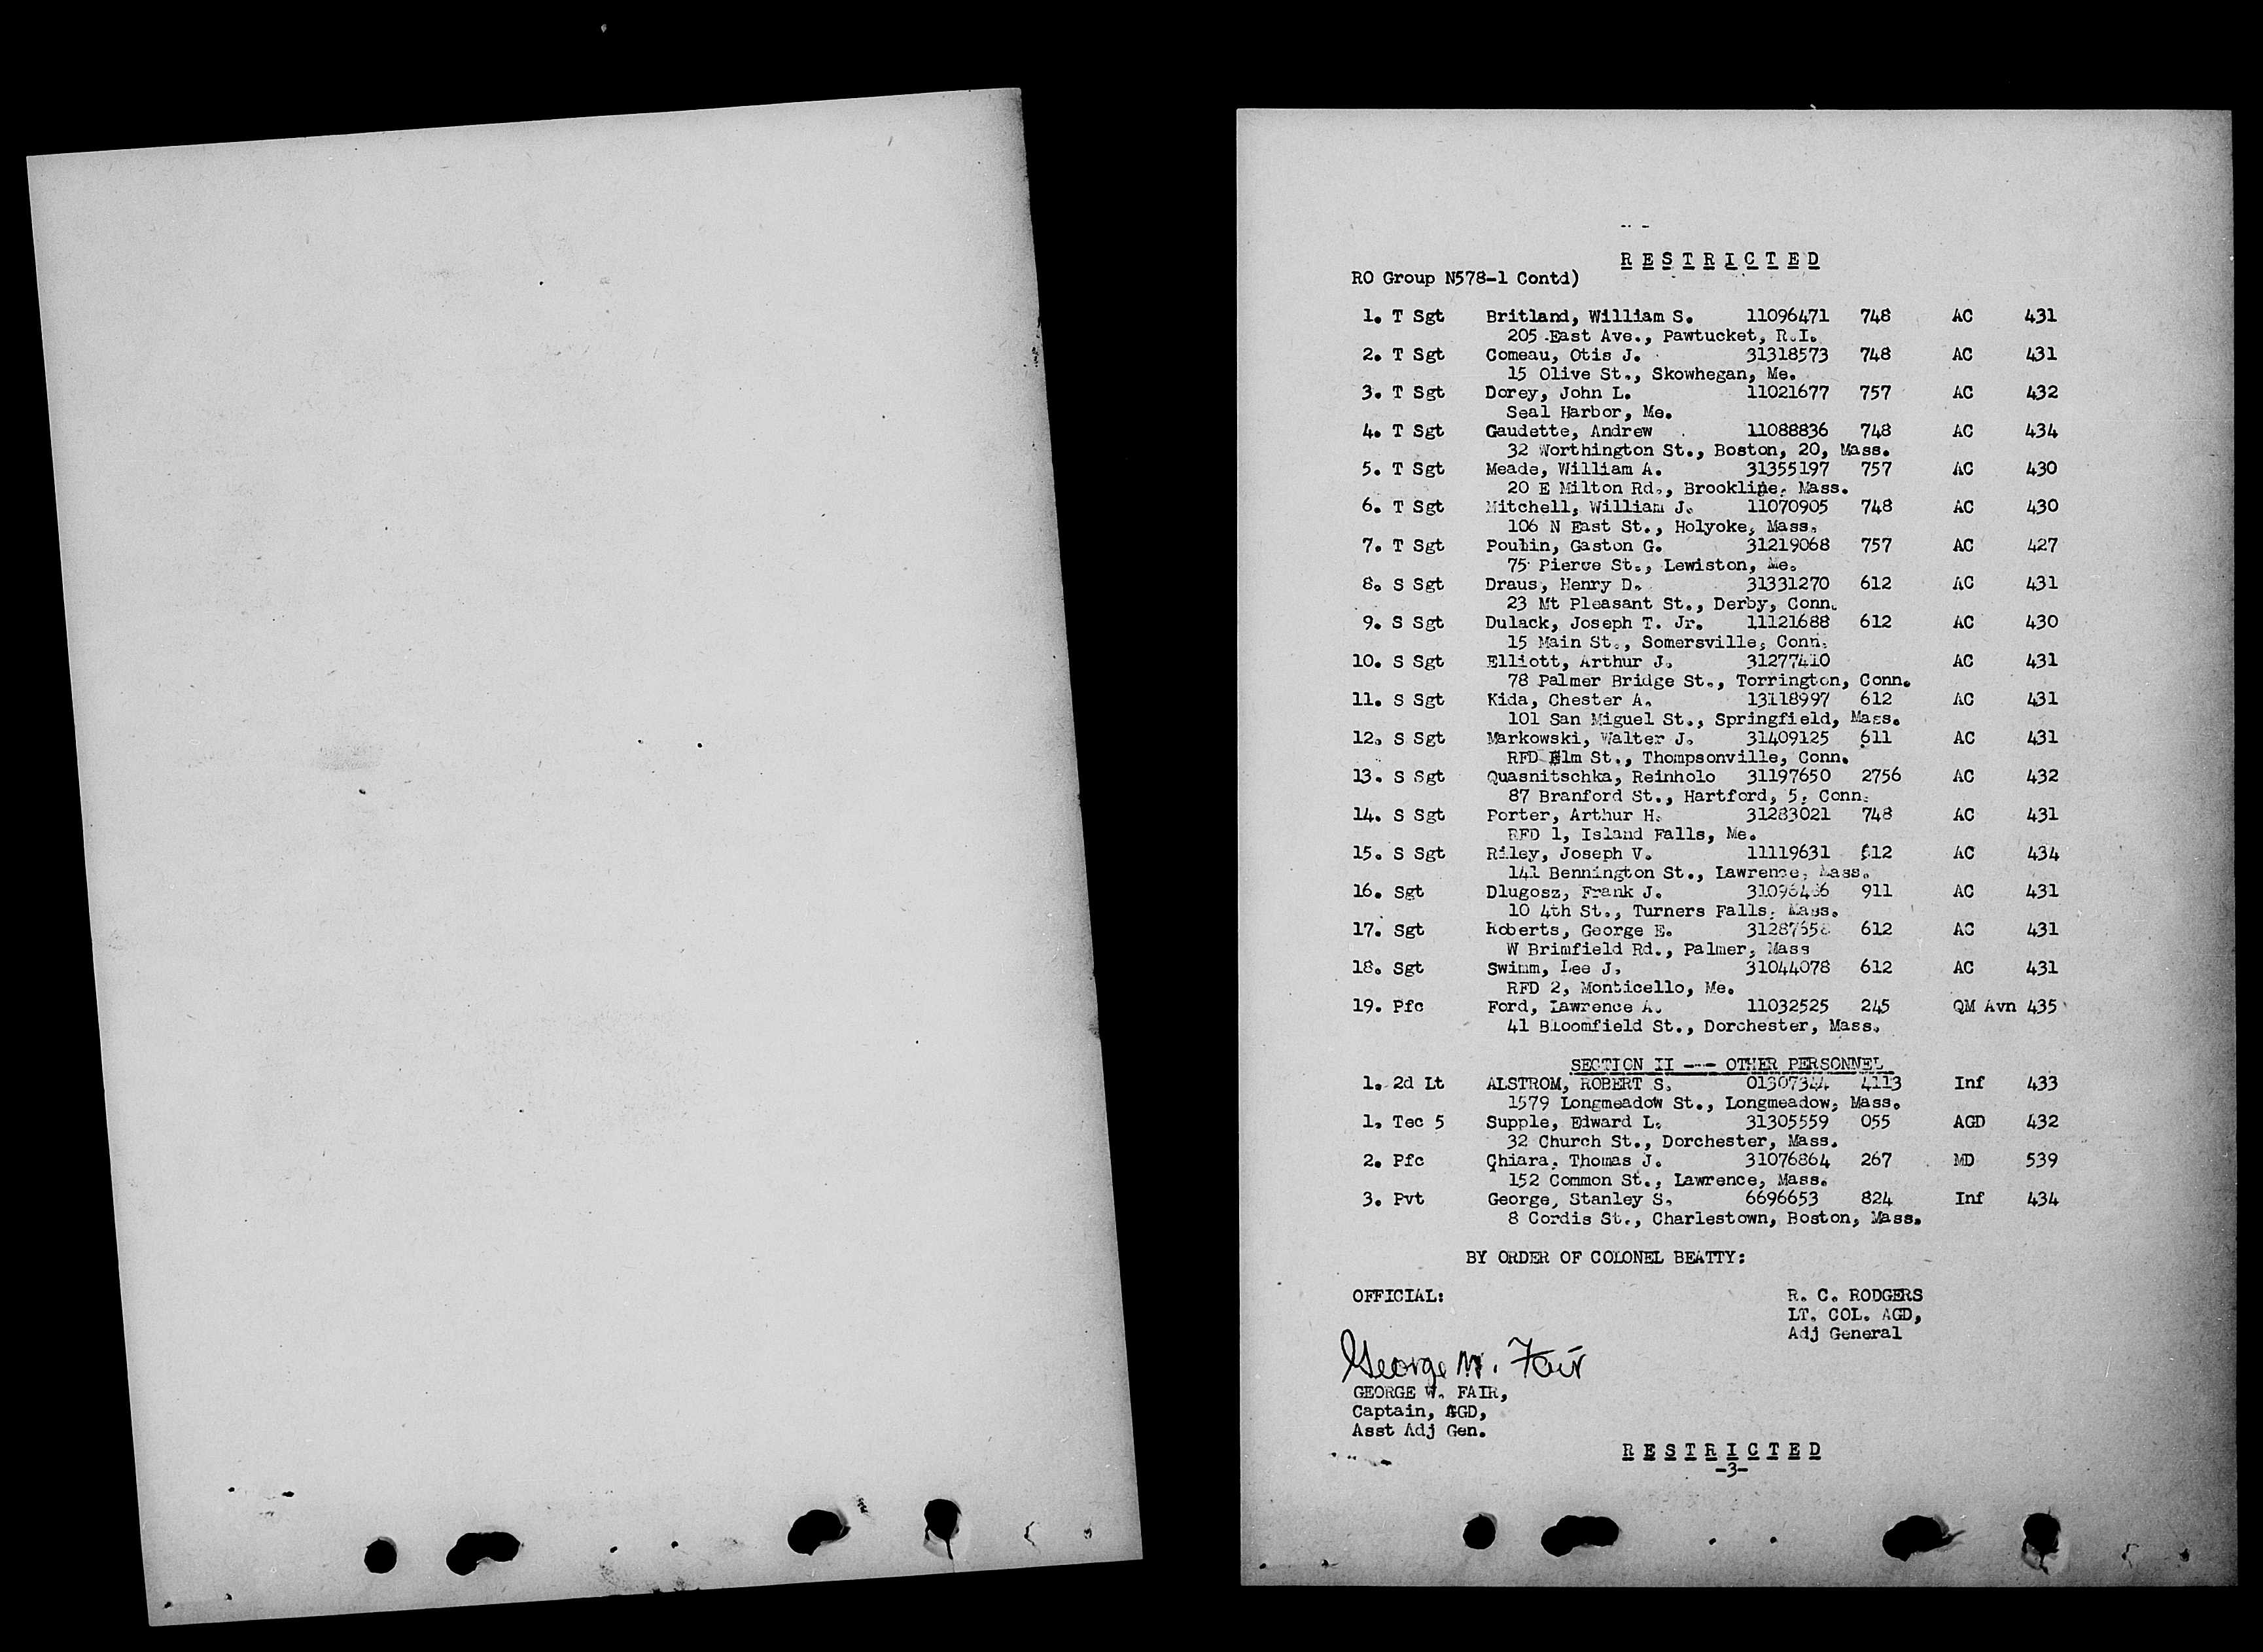 RESTRICTED
RO Group N578-1 Contd)
1. T Sgt Britland, William S. 11096471 748 AC 431
205 East Ave., Pawtucket, R.I.
2. T Sgt Comeau, Otis J. 31318573 748 AC 431
15 Olive St., Skowhegan, Me.
3. T Sgt Dorey, John L. 11021677 757 AC 432
Seal Harbor, Me.
4. T Sgt Gaudette, Andrew 11088836 748 AC 434
32 Worthington St., Boston, 20, Mass.
5. T Sgt Meade, William A. 31355197 757 AC 430
20 E Milton Rd., Brookline, Mass.
6. T Sgt Mitchell, William J. 11070905 748 AC 430
106 N East St., Holyoke, Mass.
7. T Sgt Poulin, Gaston G. 31219068 757 AC 427
75 Pierce St., Lewiston, Me.
8. S Sgt Draus, Henry D. 31331270 612 AC 431
23 Mt Pleasant St., Derby, Conn.
9. S Sgt Dulack, Joseph T. Jr. 11121688 612 AC 430
15 Main St., Somersville, Conn.
10. S Sgt Elliott, Arthur J. 31277410 AC 431
78 Palmer Bridge St., Torrington, Conn.
11. S Sgt Kida, Chester A. 13118997 612 AC 431
101 San Miguel St., Springfield, Mass.
12. S Sgt Markowski, Walter J. 31409125 611 AC 431
RFD Elm St., Thompsonville, Conn.
13. S Sgt Quasnitschka, Reinholo 31197650 2756 AC 432
87 Branford St., Hartford, 5, Conn.
14. S Sgt Porter, Arthur H. 31283021 748 AC 431
RFD 1, Island Falls, Me.
15. S Sgt Riley, Joseph V. 11119631 612 AC 434
141 Bennington St., Lawrence, Mass.
16. Sgt Dlugosz, Frank J. 911 AC 431
10 4th St., Turners Falls, Mass.
17. Sgt Roberts, George E. 612 AC 431
W Brimfield Rd., Palmer, Mass
18. Sgt Swimm, Lee J. 31044078 612 AC 431
RFD 2, Monticello, Me.
19. Pfc Ford, Lawrence A. 11032525 245 QM Avn 435
41 Bloomfield St., Dorchester, Mass.
SECTION II --- OTHER PERSONNEL
1. 2d Lt ALSTROM, ROBERT S. 01307344 4113 Inf 433
1579 Longmeadow St., Longmeadow, Mass.
1. Tec 5 Supple, Edward L. 31305559 055 AGD 432
32 Church St., Dorchester, Mass.
2. Pfc Chiara, Thomas J. 31076864 267 MD 539
152 Common St., Lawrence, Mass.
3. Pvt George, Stanley S. 6696653 824 Inf 434
8 Cordis St., Charlestown, Boston, Mass.
BY ORDER OF COLONEL BEATTY:
OFFICIAL: R. C. RODGERS
LT. COL. AGD,
Adj General
George W. Fair
GEORGE W. FAIR,
Captain, AGD,
Asst Adj Gen.
RESTRICTED
-3-